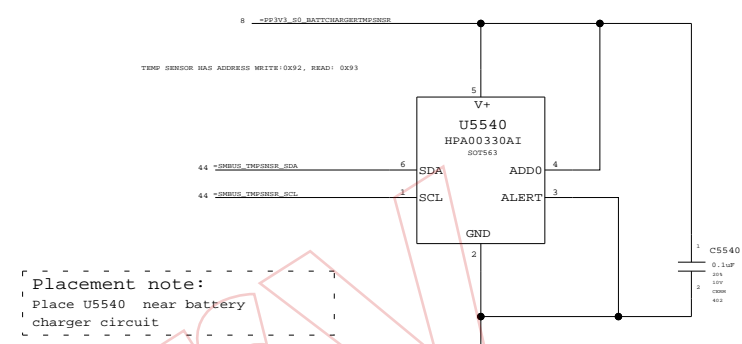 8 =PP3V3_S0_BATTCHARGERTMPSNSR
TEMP SENSOR HAS ADDRESS WRITE:0X92, READ: 0X93
5
V+
U5540
HPA00330AI
SOT563
44 =SMBUS_TMPSNSR_SDA 6 SDA ADD0 4
44 =SMBUS_TMPSNSR_SCL 1 SCL ALERT 3
GND
2
1 C5540
0.1uF
20%
10V
CERM
2 402
Placement note:
Place U5540 near battery
charger circuit